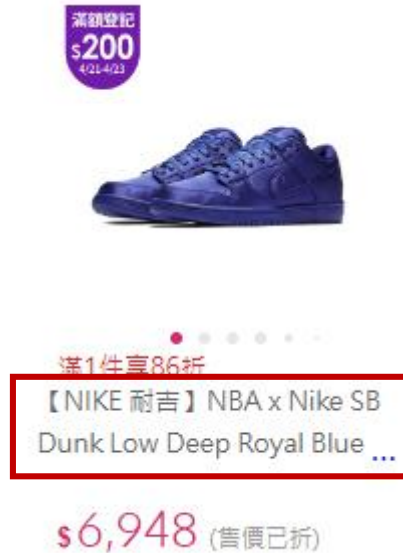 滿額登記
$200
4/21-4/23
滿1件享86折
【NIKE 耐吉】NBA x Nike SB
Dunk Low Deep Royal Blue ...
$6,948 (售價已折)